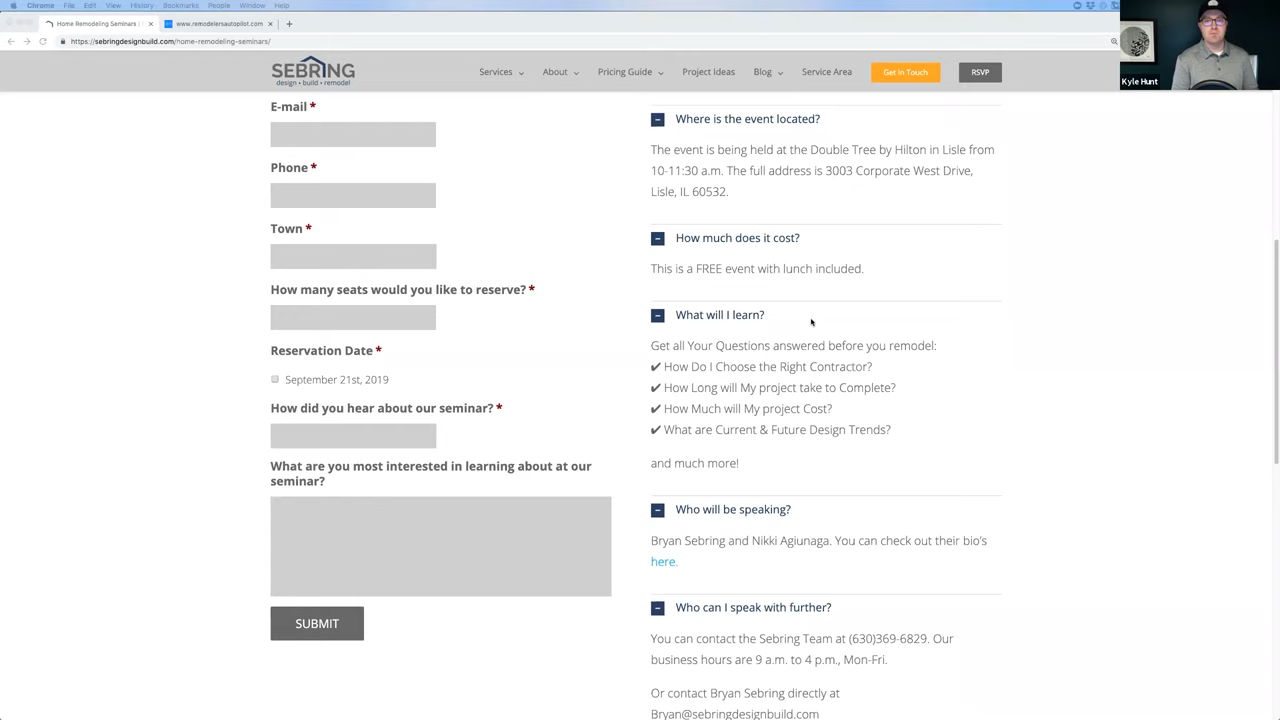 Chrome File Edit View History Bookmarks People Window Help
Home Remodeling Seminars |
www.remodelersautopilot.com
https://sebringdesignbuild.com/home-remodeling-seminars/
Kyle Hunt
SEBRING
design • build • remodel
Services About Pricing Guide Project Ideas Blog Service Area Get in Touch RSVP
E-mail *
Phone *
Town *
How many seats would you like to reserve? *
Reservation Date *
September 21st, 2019
How did you hear about our seminar? *
What are you most interested in learning about at our
seminar?
SUBMIT
Where is the event located?
The event is being held at the Double Tree by Hilton in Lisle from
10-11:30 a.m. The full address is 3003 Corporate West Drive,
Lisle, IL 60532.
How much does it cost?
This is a FREE event with lunch included.
What will I learn?
Get all Your Questions answered before you remodel:
✔ How Do I Choose the Right Contractor?
✔ How Long will My project take to Complete?
✔ How Much will My project Cost?
✔ What are Current & Future Design Trends?
and much more!
Who will be speaking?
Bryan Sebring and Nikki Agiunaga. You can check out their bio's
here.
Who can I speak with further?
You can contact the Sebring Team at (630)369-6829. Our
business hours are 9 a.m. to 4 p.m., Mon-Fri.
Or contact Bryan Sebring directly at
Bryan@sebringdesignbuild.com